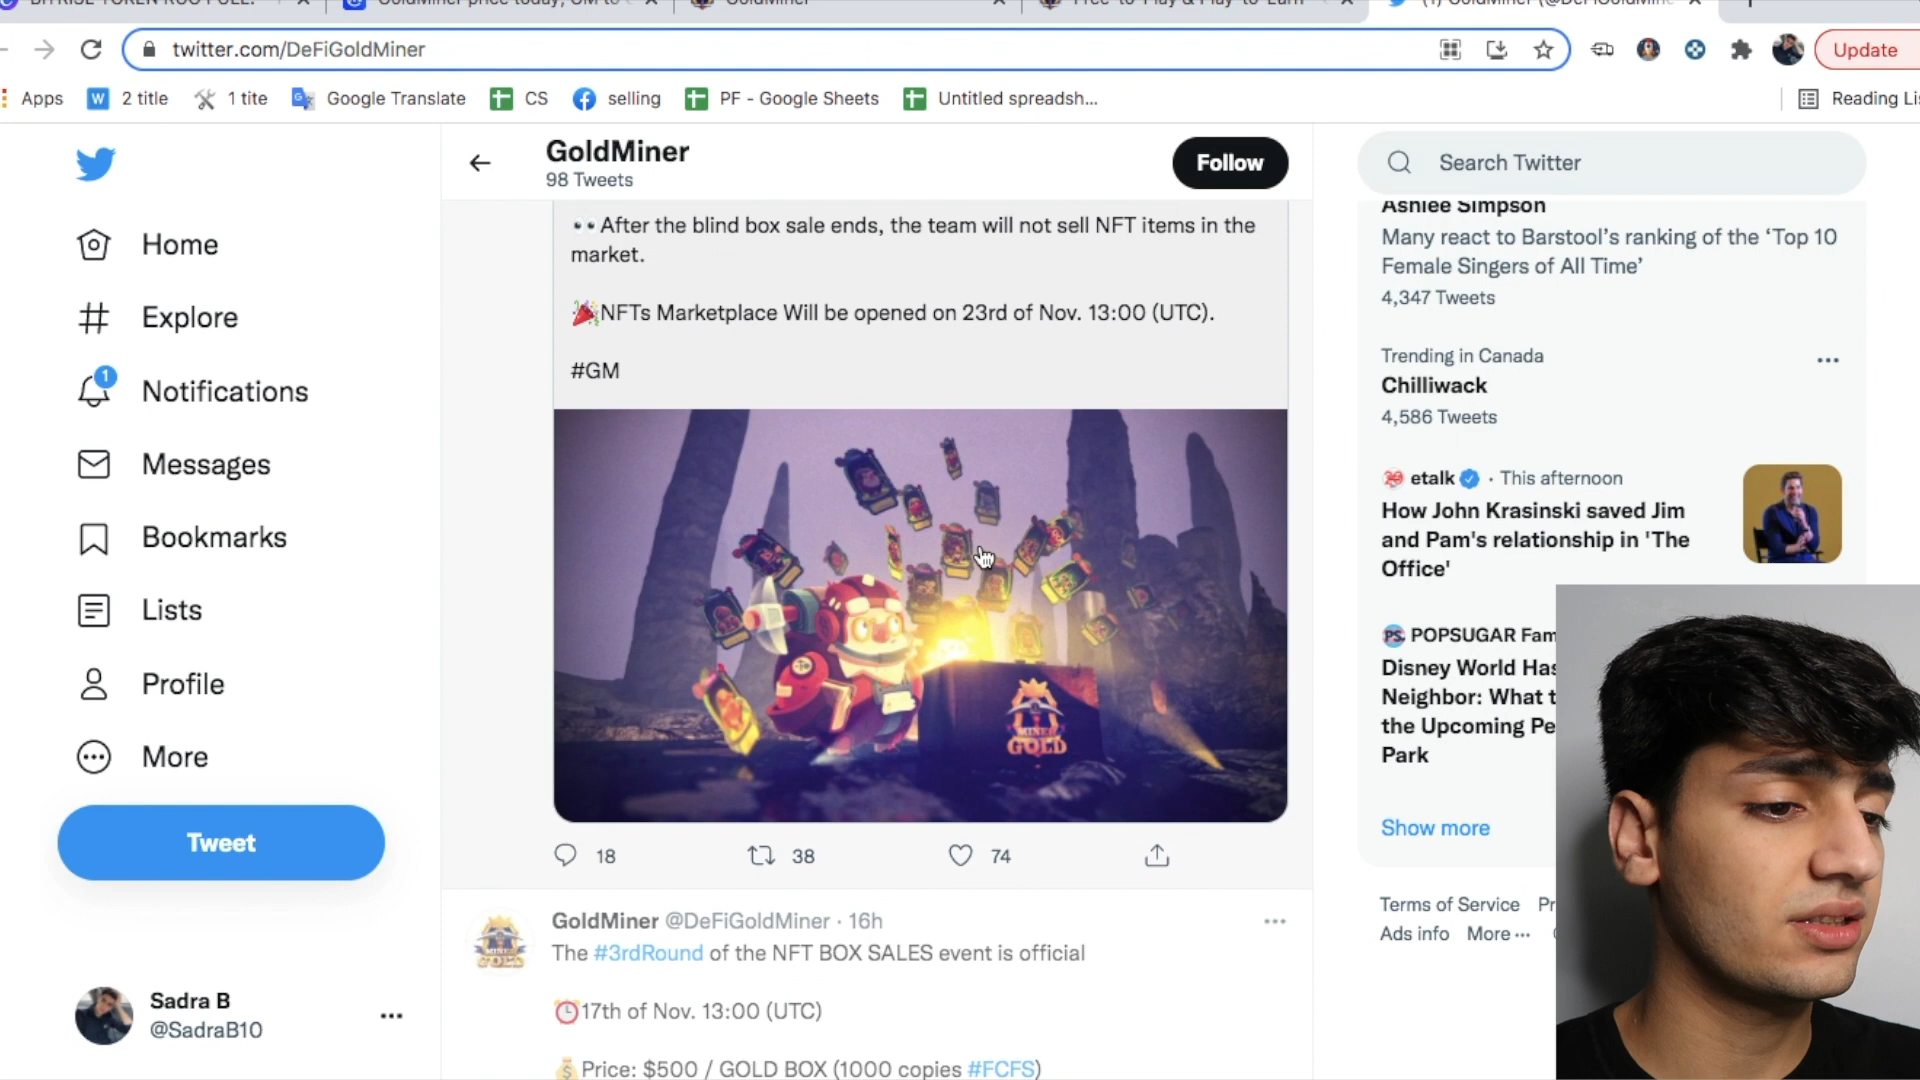 GoldMiner price today, GM to
GoldMiner
twitter.com/DeFiGoldMiner
Update
Apps
2 title
1 tite
Google Translate
CS
selling
PF - Google Sheets
Untitled spreadsh...
Reading Lis
GoldMiner
98 Tweets
Follow
Search Twitter
Home
Explore
1
Notifications
Messages
Bookmarks
Lists
Profile
More
Tweet
Sadra B
@SadraB10
👀After the blind box sale ends, the team will not sell NFT items in the
market.
🎉NFTs Marketplace Will be opened on 23rd of Nov. 13:00 (UTC).
#GM
MINER
GOLD
18
38
74
GoldMiner @DeFiGoldMiner · 16h
The #3rdRound of the NFT BOX SALES event is official
⏰17th of Nov. 13:00 (UTC)
💰Price: $500 / GOLD BOX (1000 copies #FCFS)
Ashlee Simpson
Many react to Barstool's ranking of the ‘Top 10
Female Singers of All Time’
4,347 Tweets
Trending in Canada
Chilliwack
4,586 Tweets
etalk · This afternoon
How John Krasinski saved Jim
and Pam's relationship in 'The
Office'
POPSUGAR Fam
Disney World Has
Neighbor: What t
the Upcoming Pe
Park
Show more
Terms of Service Pr
Ads info More